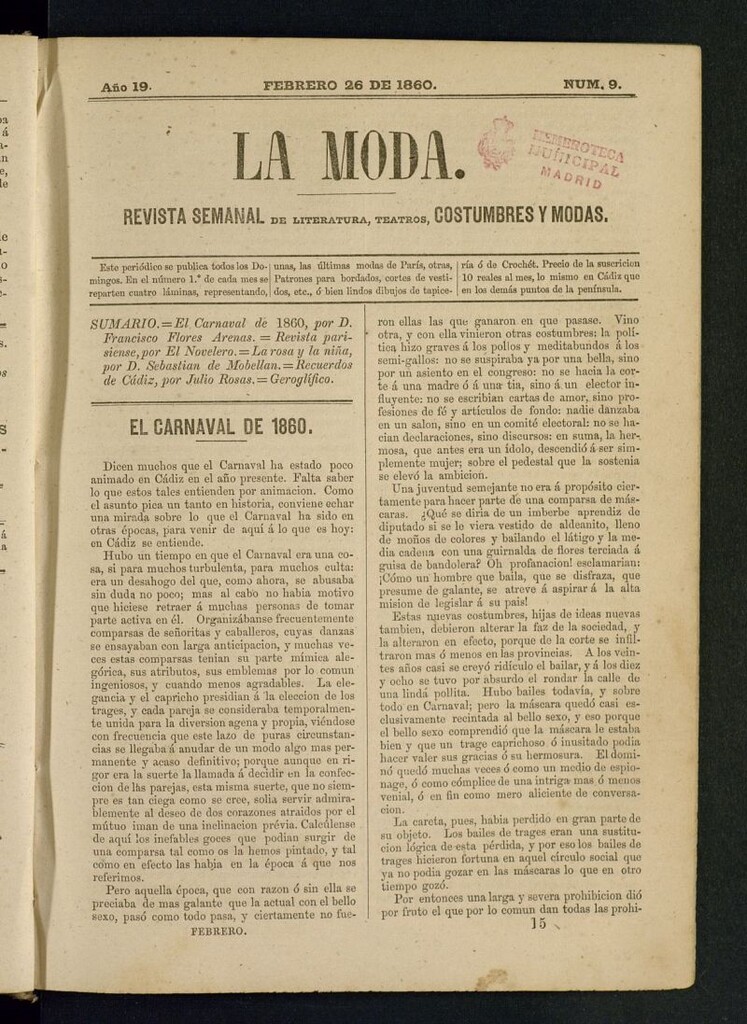 Año 19. FEBRERO 26 DE 1860. NUM. 9.
LA MODA.
HEMEROTECA
MUNICIPAL
MADRID
REVISTA SEMANAL DE LITERATURA, TEATROS, COSTUMBRES Y MODAS.
Este periódico se publica todos los Do-
mingos. En el número 1.º de cada mes se
reparten cuatro láminas, representando,
unas, las últimas modas de París, otras,
Patrones para bordados, cortes de vesti-
dos, etc., ó bien lindos dibujos de tapice-
ría ó de Crochét. Precio de la suscricion
10 reales al mes, lo mismo en Cádiz que
en los demás puntos de la península.
SUMARIO.=El Carnaval de 1860, por D.
Francisco Flores Arenas. = Revista pari-
siense, por El Novelero.=La rosa y la niña,
por D. Sebastian de Mobellan.=Recuerdos
de Cádiz, por Julio Rosas.=Geroglífico.
EL CARNAVAL DE 1860.
Dicen muchos que el Carnaval ha estado poco
animado en Cádiz en el año presente. Falta saber
lo que estos tales entienden por animacion. Como
el asunto pica un tanto en historia, conviene echar
una mirada sobre lo que el Carnaval ha sido en
otras épocas, para venir de aquí á lo que es hoy:
en Cádiz se entiende.
Hubo un tiempo en que el Carnaval era una co-
sa, si para muchos turbulenta, para muchos culta:
era un desahogo del que, como ahora, se abusaba
sin duda no poco; mas al cabo no habia motivo
que hiciese retraer á muchas personas de tomar
parte activa en él. Organizábanse frecuentemente
comparsas de señoritas y caballeros, cuyas danzas
se ensayaban con larga anticipacion, y muchas ve-
ces estas comparsas tenian su parte mímica ale-
górica, sus atributos, sus emblemas por lo comun
ingeniosos, y cuando menos agradables. La ele-
gancia y el capricho presidian á la eleccion de los
trages, y cada pareja se consideraba temporalmen-
te unida para la diversion agena y propia, viéndose
con frecuencia que este lazo de puras circunstan-
cias se llegaba á anudar de un modo algo mas per-
manente y acaso definitivo; porque aunque en ri-
gor era la suerte la llamada á decidir en la confec-
cion de las parejas, esta misma suerte, que no siem-
pre es tan ciega como se cree, solia servir admira-
blemente al deseo de dos corazones atraidos por el
mútuo iman de una inclinacion prévia. Calcúlense
de aquí los inefables goces que podian surgir de
una comparsa tal como os la hemos pintado, y tal
como en efecto las habia en la época á que nos
referimos.
Pero aquella época, que con razon ó sin ella se
preciaba de mas galante que la actual con el bello
sexo, pasó como todo pasa, y ciertamente no fue-
FEBRERO.
ron ellas las que ganaron en que pasase. Vino
otra, y con ella vinieron otras costumbres: la polí-
tica hizo graves á los pollos y meditabundos á los
semi-gallos: no se suspiraba ya por una bella, sino
por un asiento en el congreso: no se hacia la cor-
te á una madre ó á una tia, sino á un elector in-
fluyente: no se escribian cartas de amor, sino pro-
fesiones de fé y artículos de fondo: nadie danzaba
en un salon, sino en un comité electoral: no se ha-
cian declaraciones, sino discursos: en suma, la her-
mosa, que antes era un ídolo, descendió á ser sim-
plemente mujer; sobre el pedestal que la sostenia
se elevó la ambicion.
Una juventud semejante no era á propósito cier-
tamente para hacer parte de una comparsa de más-
caras. ¿Qué se diria de un imberbe aprendiz de
diputado si se le viera vestido de aldeanito, lleno
de moños de colores y bailando el látigo y la me-
dia cadena con una guirnalda de flores terciada á
guisa de bandolera? Oh profanacion! esclamarian:
¡Cómo un hombre que baila, que se disfraza, que
presume de galante, se atreve á aspirar á la alta
mision de legislar á su pais!
Estas nuevas costumbres, hijas de ideas nuevas
tambien, debieron alterar la faz de la sociedad, y
la alteraron en efecto, porque de la corte se infil-
traron mas ó menos en las provincias. A los vein-
tes años casi se creyó ridículo el bailar, y á los diez
y ocho se tuvo por absurdo el rondar la calle de
una linda pollita. Hubo bailes todavía, y sobre
todo en Carnaval; pero la máscara quedó casi es-
clusivamente recintada al bello sexo, y eso porque
el bello sexo comprendió que la máscara le estaba
bien y que un trage caprichoso ó inusitado podia
hacer valer sus gracias ó su hermosura. El domi-
nó quedó muchas veces ó como un medio de espio-
nage, ó como cómplice de una intriga mas ó menos
venial, ó en fin como mero aliciente de conversa-
cion.
La careta, pues, habia perdido en gran parte de
su objeto. Los bailes de trages eran una sustitu-
cion lógica de esta pérdida, y por eso los bailes de
trages hicieron fortuna en aquel círculo social que
ya no podia gozar en las máscaras lo que en otro
tiempo gozó.
Por entonces una larga y severa prohibicion dió
por fruto el que por lo comun dan todas las prohi-
15